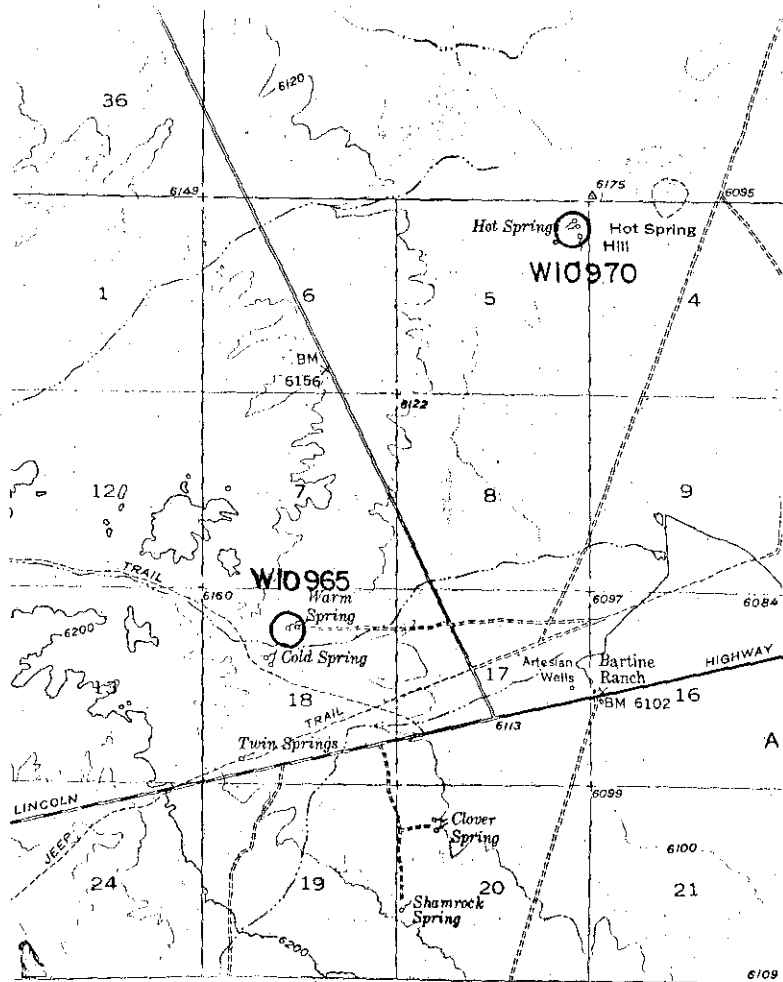 36
6120
6149
6175
6095
Hot Spring
Hot Spring
Hill
W10970
1
6
5
4
BM
6156
6122
12
7
8
9
TRAIL
W10965
6160
Warm
Spring
6097
6084
6200
Cold Spring
13
18
17
Artesian
Wells
Bartine
Ranch
HIGHWAY
16
BM 6102
TRAIL
6113
Twin Springs
A
LINCOLN
JEEP
6099
Clover
Spring
6100
24
19
20
21
Shamrock
Spring
6200
6109